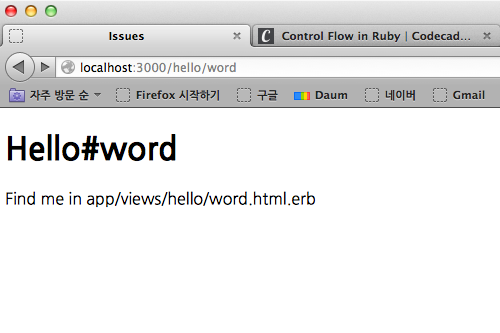 Issues
Control Flow in Ruby | Codecad...
localhost:3000/hello/word
자주 방문 순 Firefox 시작하기 구글 Daum 네이버 Gmail
Hello#word
Find me in app/views/hello/word.html.erb